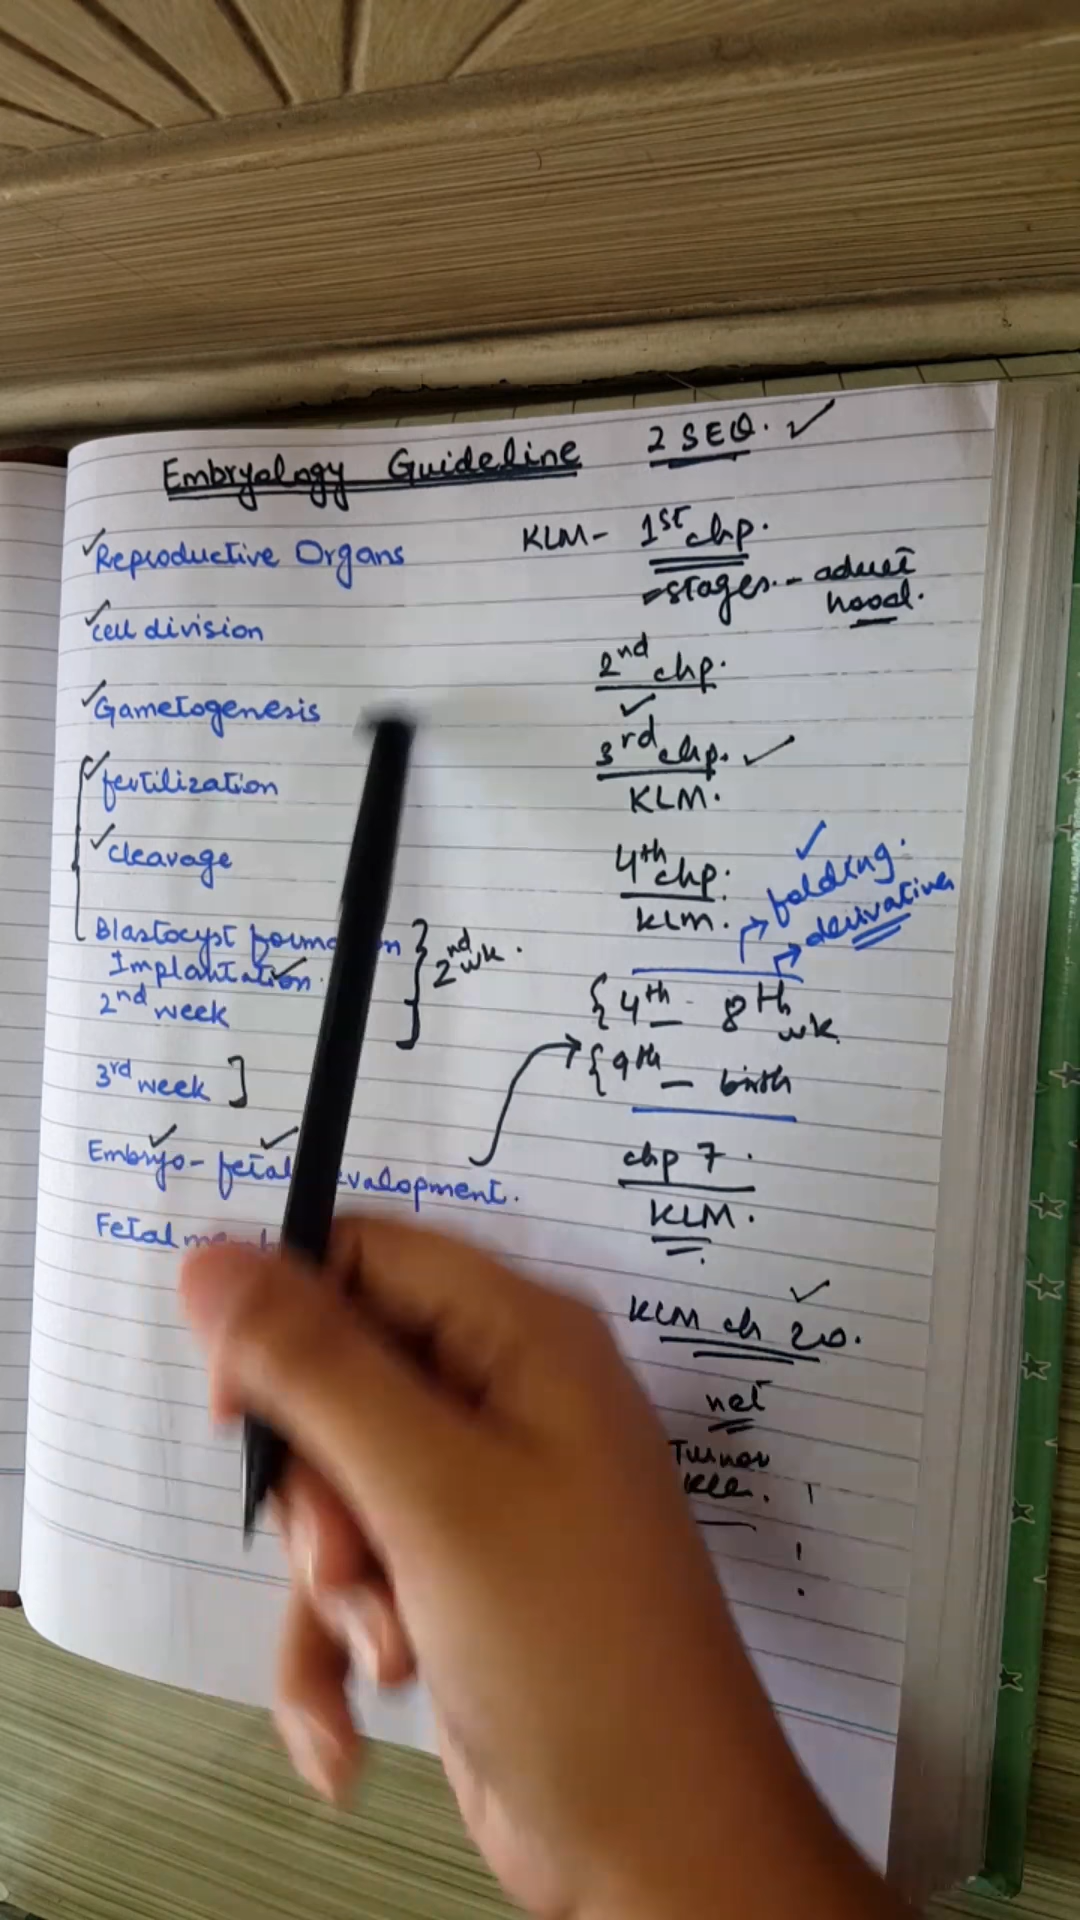 Embryology Guideline 2 SEQ. ✓
✓ Reproductive Organs KLM - 1st chp.
stages. - adult
hood.
✓ cell division 2nd chp. ✓
✓ Gametogenesis 3rd chp. ✓
KLM.
✓ fertilization
✓ cleavage 4th chp.
KLM.
✓ folding.
derivatives
Blastocyst
Implantation ✓
2nd week
2nd wk.
{ 4th - 8th wk.
3rd week ]
{ 9th - birth
Embryo - fetal
Fetal
chp 7.
KLM.
✓
KLM ch 20.
net
Turner
!